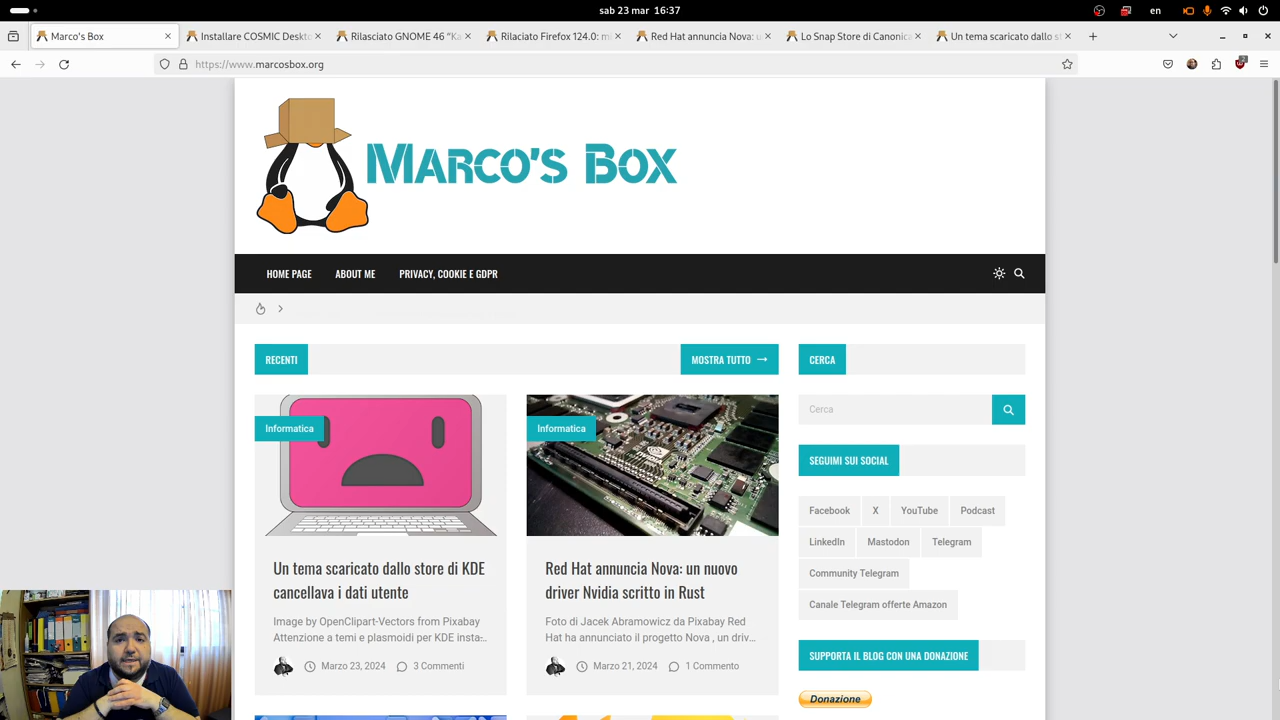 sab 23 mar 16:37
en
Marco's Box
Installare COSMIC Deskto
Rilasciato GNOME 46 “Ka
Rilaciato Firefox 124.0: mi
Red Hat annuncia Nova: u
Lo Snap Store di Canonica
Un tema scaricato dallo s
https://www.marcosbox.org
Marco's Box
HOME PAGE
ABOUT ME
PRIVACY, COOKIE E GDPR
RECENTI
MOSTRA TUTTO →
CERCA
Informatica
Informatica
Cerca
SEGUIMI SUI SOCIAL
Facebook
X
YouTube
Podcast
LinkedIn
Mastodon
Telegram
Community Telegram
Canale Telegram offerte Amazon
Un tema scaricato dallo store di KDE
cancellava i dati utente
Image by OpenClipart-Vectors from Pixabay
Attenzione a temi e plasmoidi per KDE insta…
Marzo 23, 2024
3 Commenti
Red Hat annuncia Nova: un nuovo
driver Nvidia scritto in Rust
Foto di Jacek Abramowicz da Pixabay Red
Hat ha annunciato il progetto Nova , un driv…
Marzo 21, 2024
1 Commento
SUPPORTA IL BLOG CON UNA DONAZIONE
Donazione